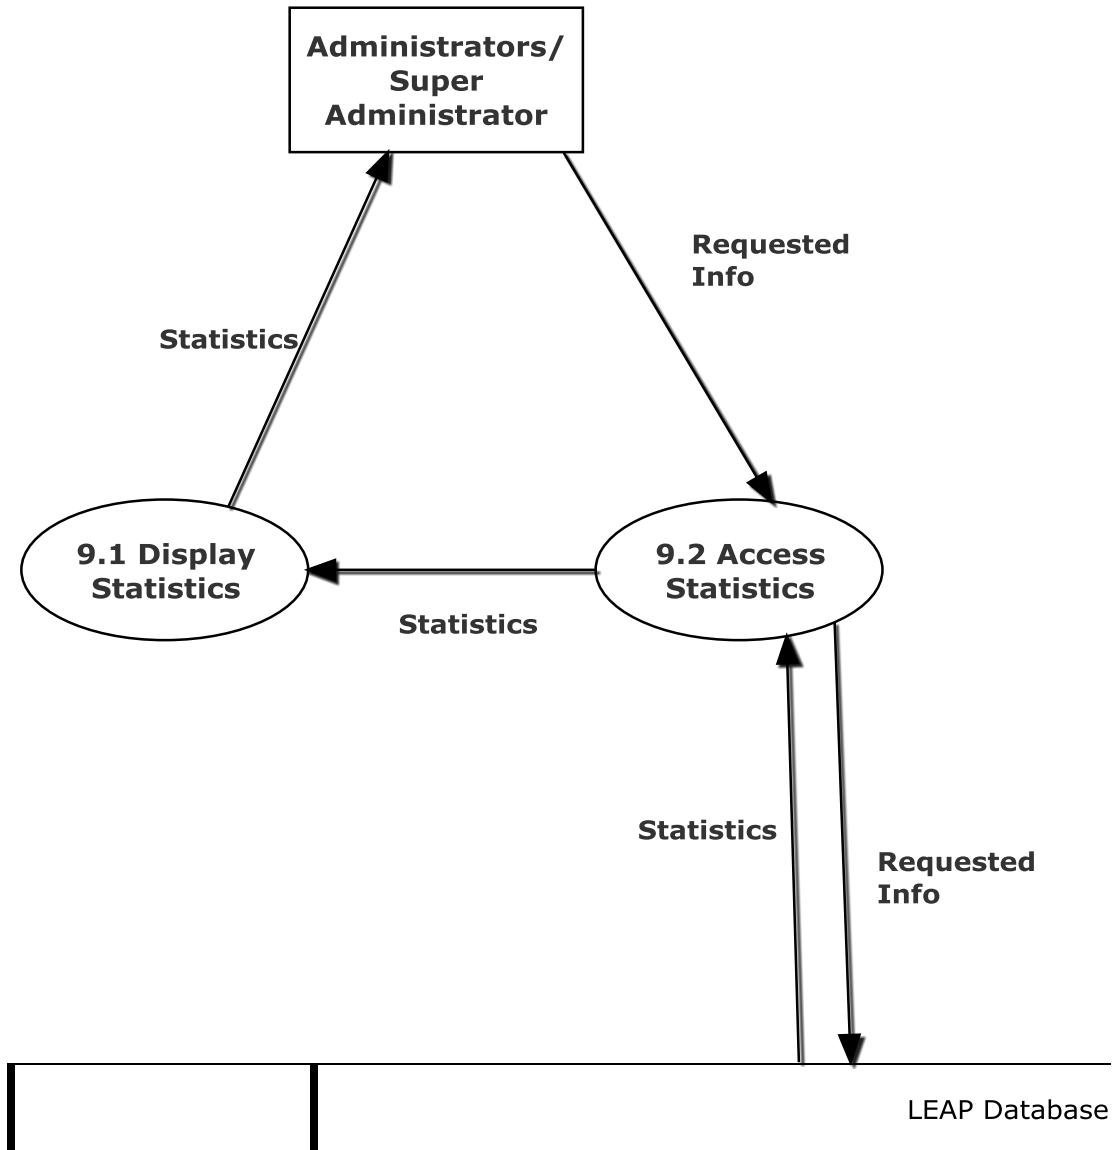 Administrators/
Super
Administrator
Requested
Info
Statistics
9.1 Display
Statistics
9.2 Access
Statistics
Statistics
Statistics
Requested
Info
LEAP Database